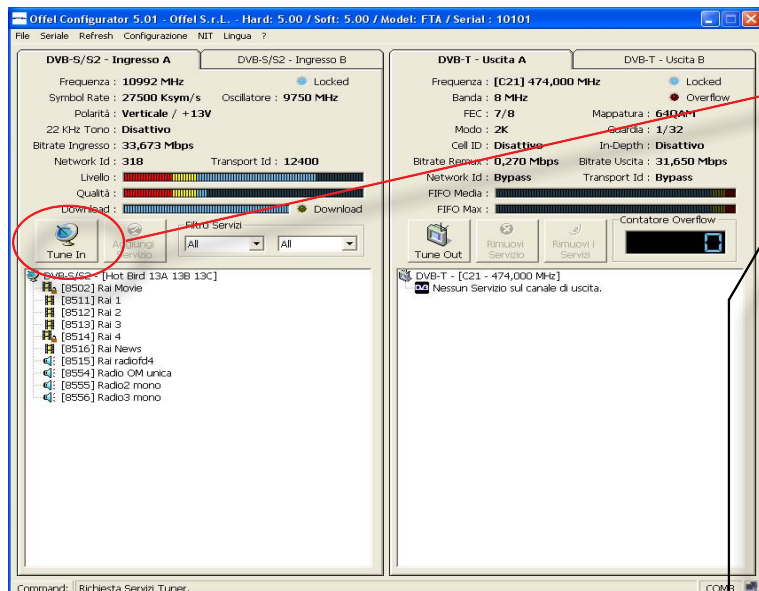 Offel Configurator 5.01 - Offel S.r.L. - Hard: 5.00 / Soft: 5.00 / Model: FTA / Serial : 10101
File Seriale Refresh Configurazione NIT Lingua ?
DVB-S/S2 - Ingresso A
DVB-S/S2 - Ingresso B
Frequenza : 10992 MHz
Locked
Symbol Rate : 27500 Ksym/s Oscillatore : 9750 MHz
Polarità : Verticale / +13V
22 KHz Tono : Disattivo
Bitrate Ingresso : 33,673 Mbps
Network Id : 318 Transport Id : 12400
Livello :
Qualità :
Download : Download
Tune In
Aggiungi Servizio
Filtro Servizi
All
All
DVB-S/S2 - [Hot Bird 13A 13B 13C]
[8502] Rai Movie
[8511] Rai 1
[8512] Rai 2
[8513] Rai 3
[8514] Rai 4
[8516] Rai News
[8515] Rai radiofd4
[8554] Radio OM unica
[8555] Radio2 mono
[8556] Radio3 mono
DVB-T - Uscita A
DVB-T - Uscita B
Frequenza : [C21] 474,000 MHz
Locked
Banda : 8 MHz
Overflow
FEC : 7/8 Mappatura : 64QAM
Modo : 2K Guardia : 1/32
Cell ID : Disattivo In-Depth : Disattivo
Bitrate Remux : 0,270 Mbps Bitrate Uscita : 31,650 Mbps
Network Id : Bypass Transport Id : Bypass
FIFO Media :
FIFO Max :
Tune Out
Rimuovi Servizio
Rimuovi i Servizi
Contatore Overflow
0
DVB-T - [C21 - 474,000 MHz]
DVB Nessun Servizio sul canale di uscita.
Command: Richiesta Servizi Tuner.
COM8